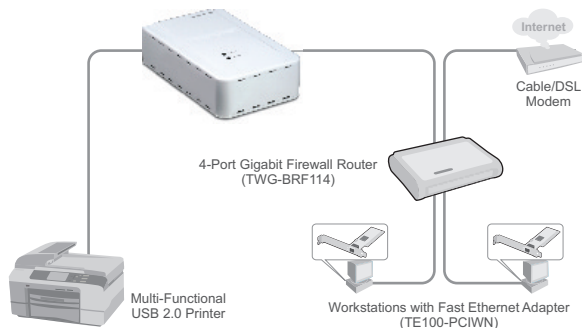 Internet
Cable/DSL
Modem
4-Port Gigabit Firewall Router
(TWG-BRF114)
Multi-Functional
USB 2.0 Printer
Workstations with Fast Ethernet Adapter
(TE100-PCIWN)